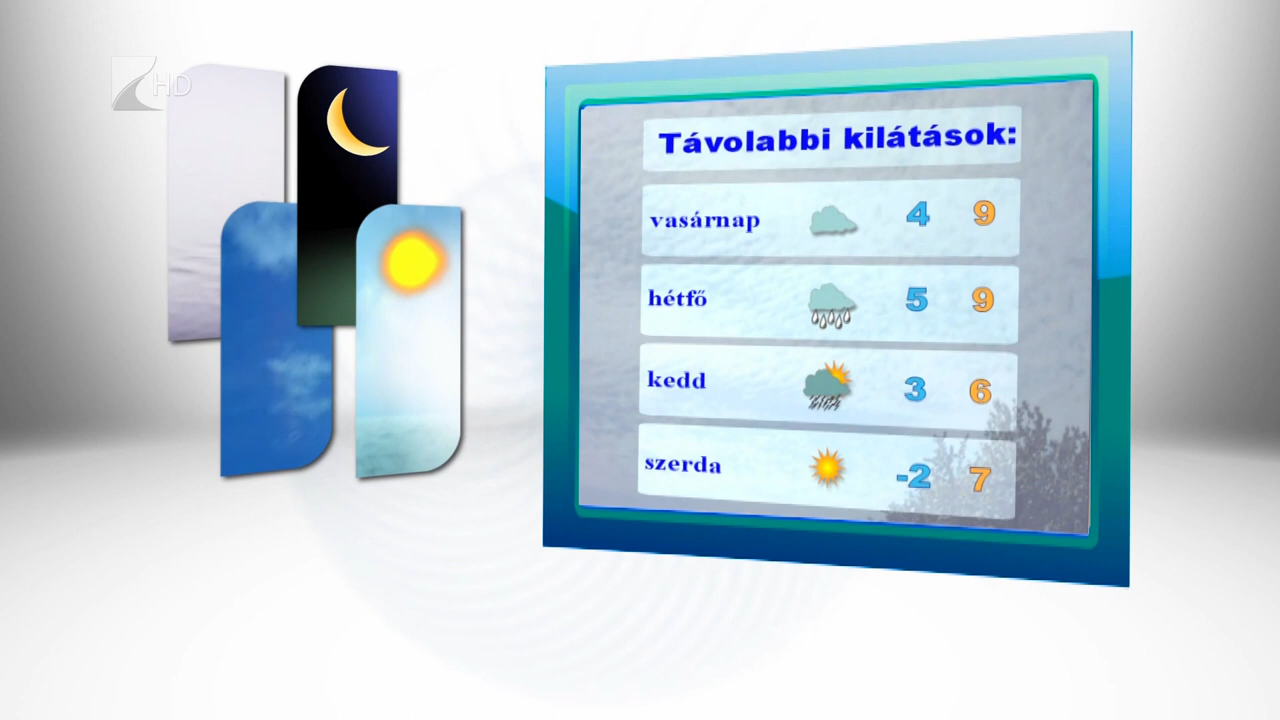 HD
Távolabbi kilátások:
vasárnap 4 9
hétfő 5 9
kedd 3 6
szerda -2 7